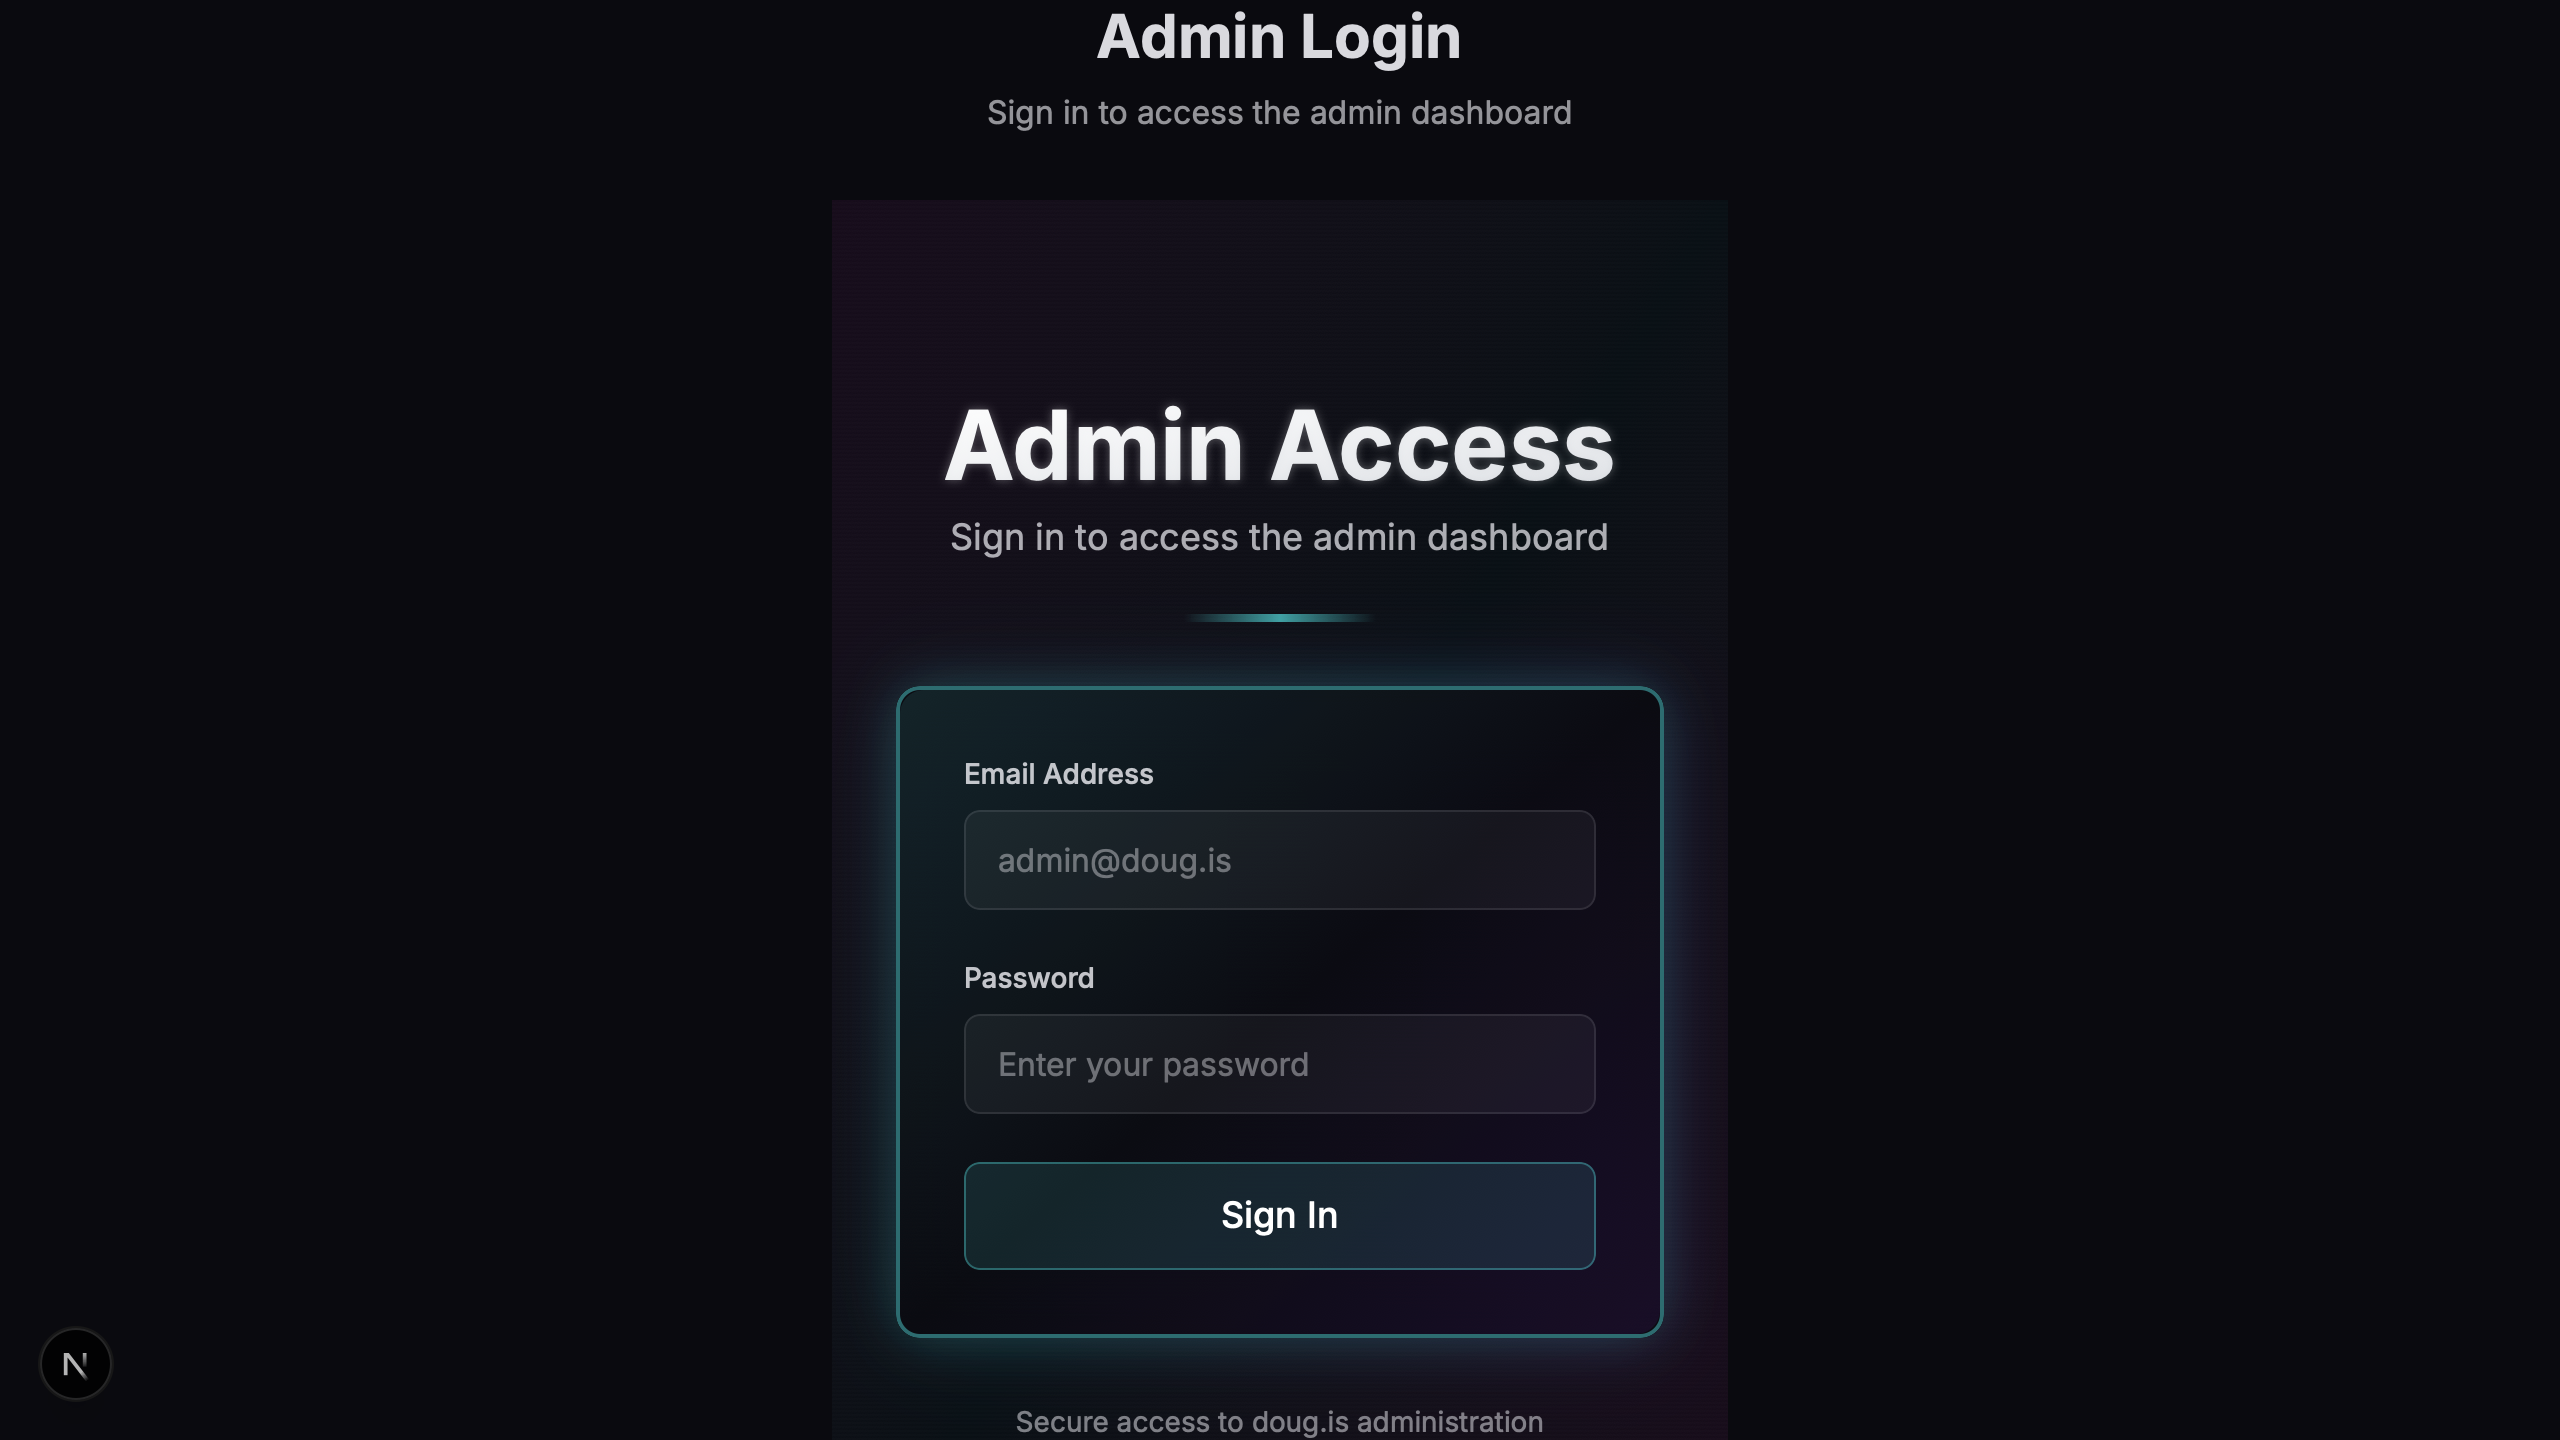 Admin Login
Sign in to access the admin dashboard
Admin Access
Sign in to access the admin dashboard
Email Address
admin@doug.is
Password
Enter your password
Sign In
N
Secure access to doug.is administration